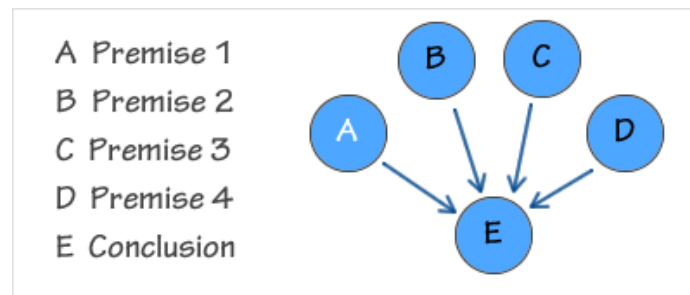 A Premise 1
B Premise 2
C Premise 3
D Premise 4
E Conclusion
B
C
A
D
E